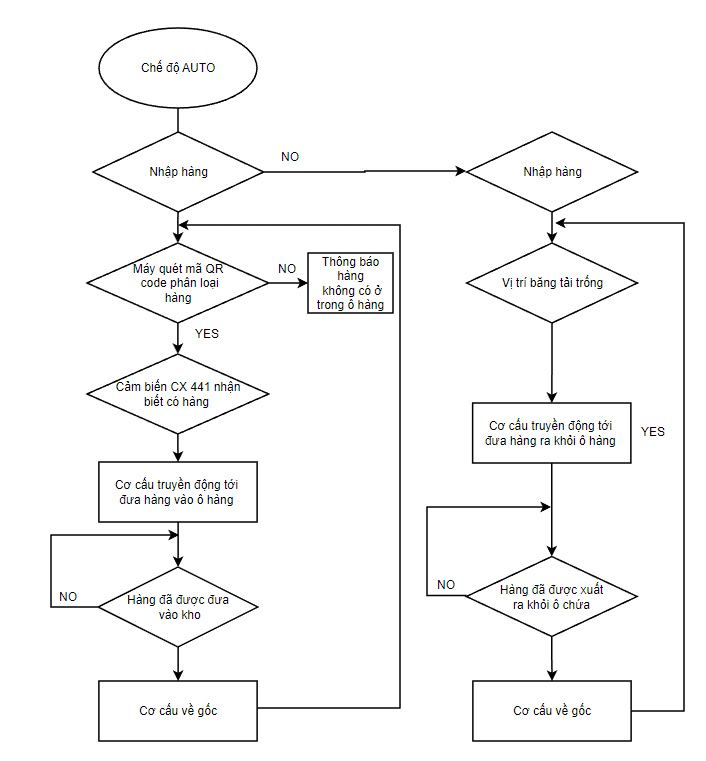 Chế độ AUTO
Nhập hàng
NO
Nhập hàng
Máy quét mã QR
code phân loại
hàng
NO
Thông báo
hàng
không có ở
trong ô hàng
Vị trí băng tải trống
YES
Cảm biến CX 441 nhận
biết có hàng
Cơ cấu truyền động tới
đưa hàng ra khỏi ô hàng
YES
Cơ cấu truyền động tới
đưa hàng vào ô hàng
NO
Hàng đã được đưa
vào kho
NO
Hàng đã được xuất
ra khỏi ô chứa
Cơ cấu về gốc
Cơ cấu về gốc